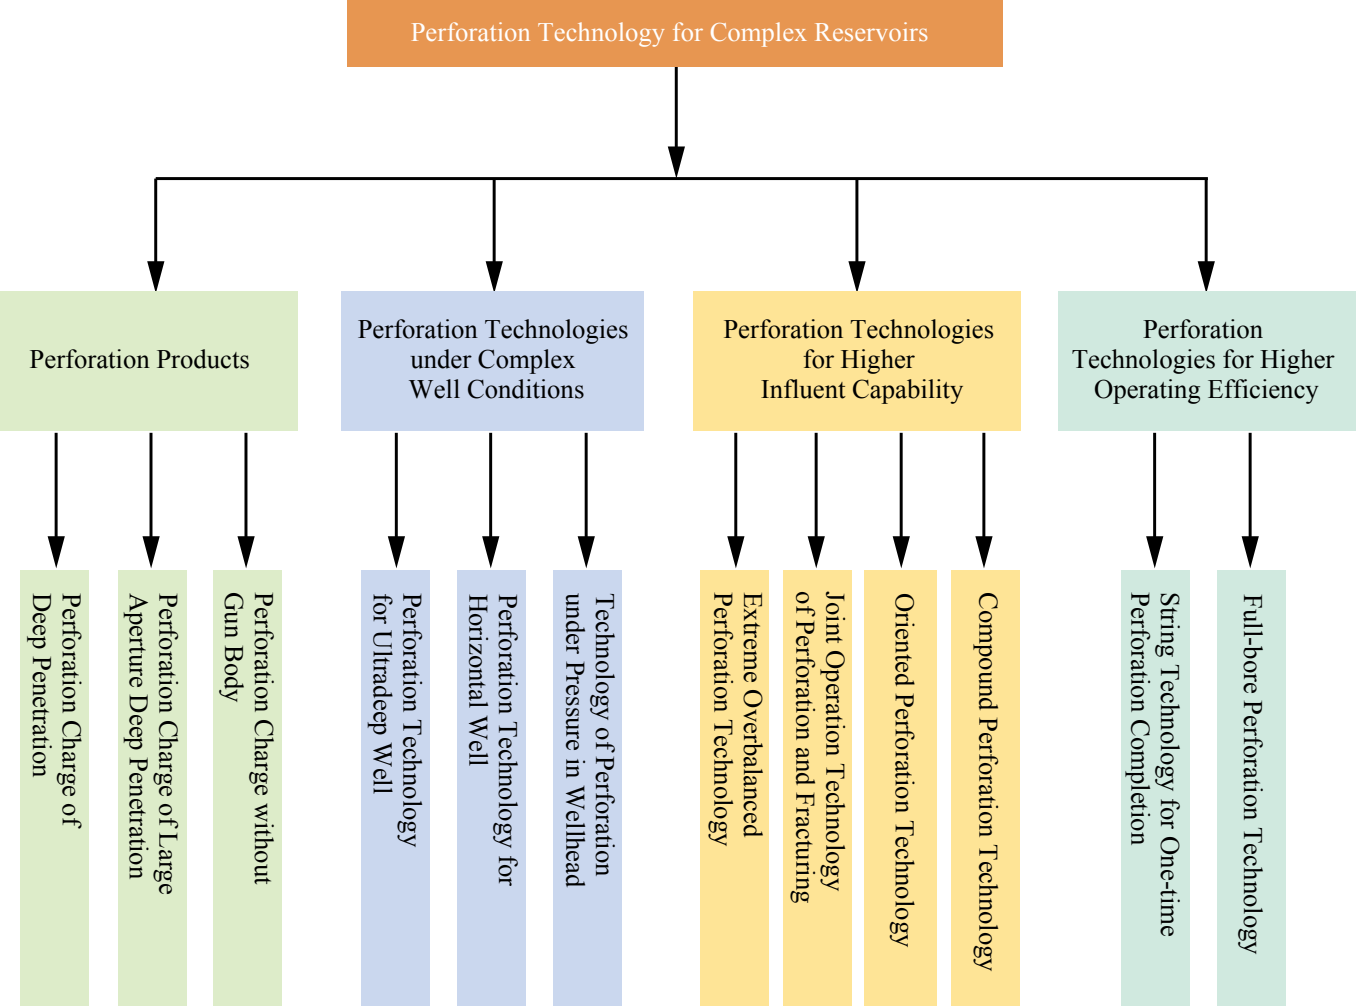 Perforation Technology for Complex Reservoirs
Perforation Products
Perforation Technologies
under Complex
Well Conditions
Perforation Technologies
for Higher
Influent Capability
Perforation
Technologies for Higher
Operating Efficiency
Perforation Charge of
Deep Penetration
Perforation Charge of Large
Aperture Deep Penetration
Perforation Charge without
Gun Body
Perforation Technology
for Ultradeep Well
Perforation Technology for
Horizontal Well
Technology of Perforation
under Pressure in Wellhead
Extreme Overbalanced
Perforation Technology
Joint Operation Technology
of Perforation and Fracturing
Oriented Perforation Technology
Compound Perforation Technology
String Technology for One-time
Perforation Completion
Full-bore Perforation Technology